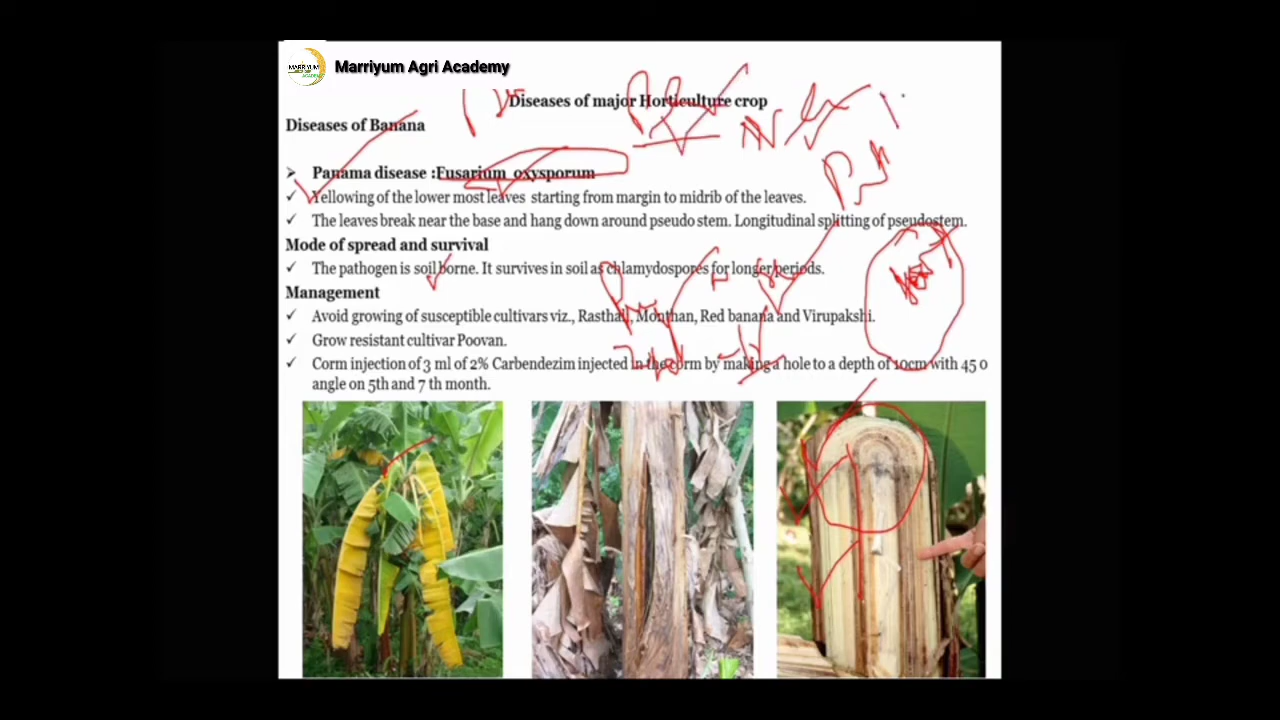 MARRIYUM
ACADEMY
Marriyum Agri Academy
Diseases of major Horticulture crop
Diseases of Banana
➢ Panama disease :Fusarium oxysporum
✓ Yellowing of the lower most leaves starting from margin to midrib of the leaves.
✓ The leaves break near the base and hang down around pseudo stem. Longitudinal splitting of pseudostem.
Mode of spread and survival
✓ The pathogen is soil borne. It survives in soil as chlamydospores for longer periods.
Management
✓ Avoid growing of susceptible cultivars viz., Rasthali, Monthan, Red banana and Virupakshi.
✓ Grow resistant cultivar Poovan.
✓ Corm injection of 3 ml of 2% Carbendezim injected in the corm by making a hole to a depth of 10cm with 45 0
angle on 5th and 7 th month.